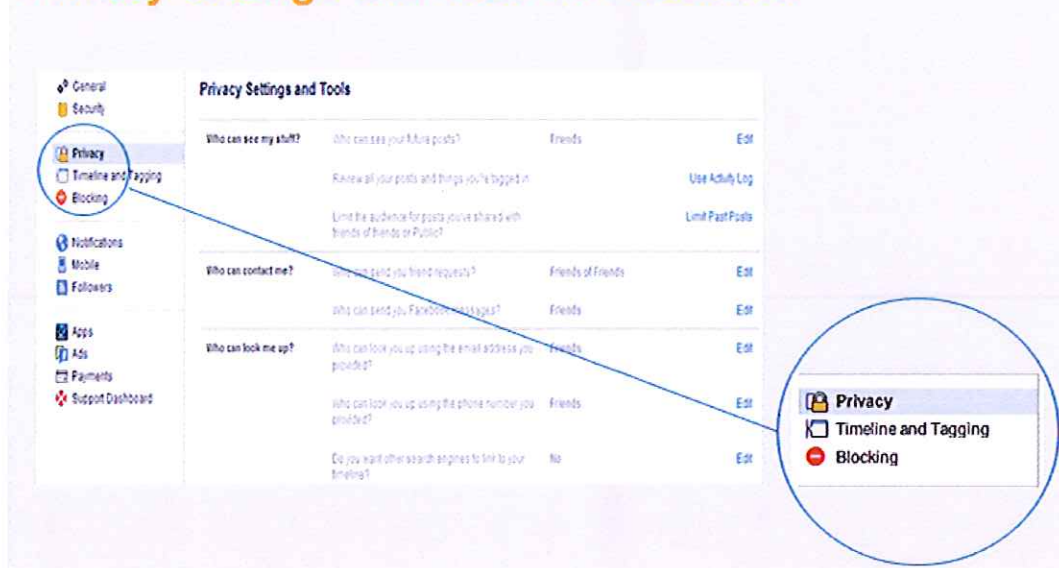 General
Security
Privacy
Timeline and Tagging
Blocking
Notifications
Mobile
Followers
Apps
Ads
Payments
Support Dashboard
Privacy Settings and Tools
Who can see my stuff?
Who can see your future posts?
Friends
Edit
Review all your posts and things you're tagged in
Use Activity Log
Limit the audience for posts you've shared with
friends of friends or Public?
Limit Past Posts
Who can contact me?
Who can send you friend requests?
Friends of Friends
Edit
Who can send you Facebook messages?
Friends
Edit
Who can look me up?
Who can look you up using the email address you
provided?
Friends
Edit
Who can look you up using the phone number you
provided?
Friends
Edit
Do you want other search engines to link to your
timeline?
No
Edit
Privacy
Timeline and Tagging
Blocking